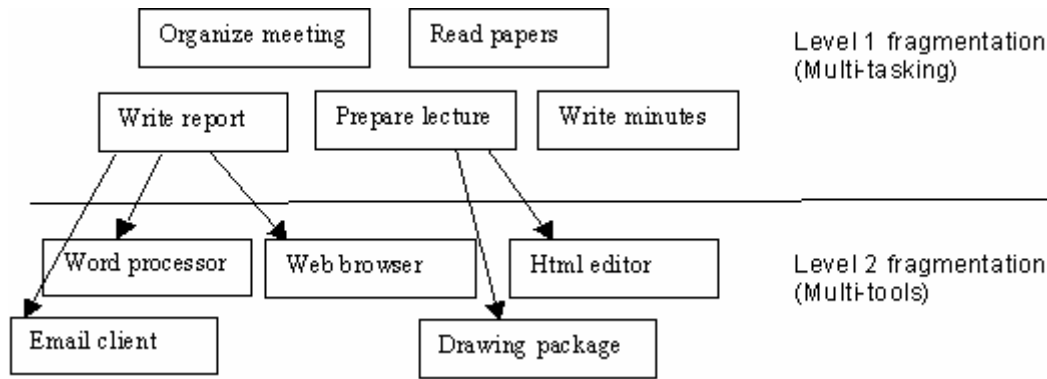 Organize meeting
Read papers
Level 1 fragmentation
(Multi-tasking)
Write report
Prepare lecture
Write minutes
Word processor
Web browser
Html editor
Level 2 fragmentation
(Multi-tools)
Email client
Drawing package